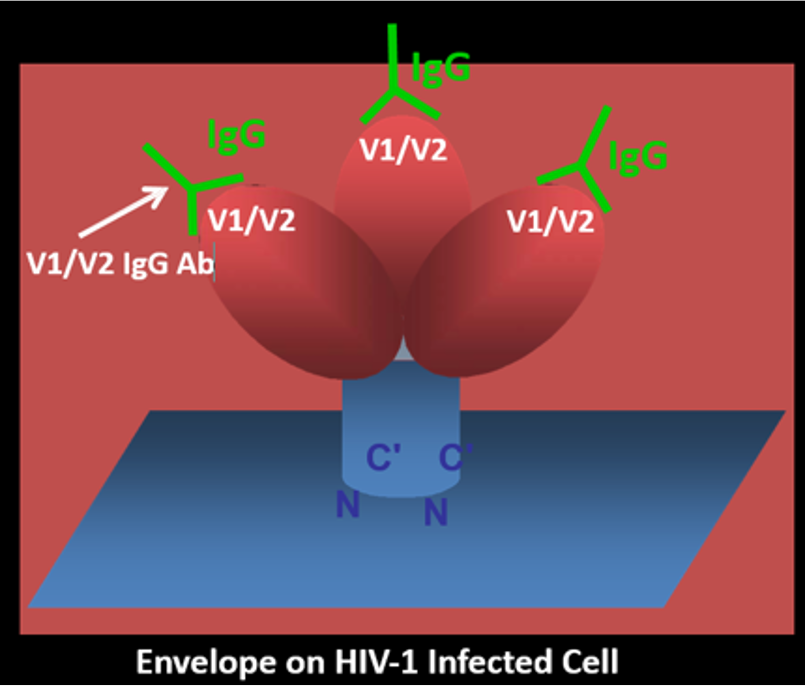 IgG
IgG
V1/V2
IgG
V1/V2
V1/V2
V1/V2 IgG Ab
C' C'
N N
Envelope on HIV-1 Infected Cell